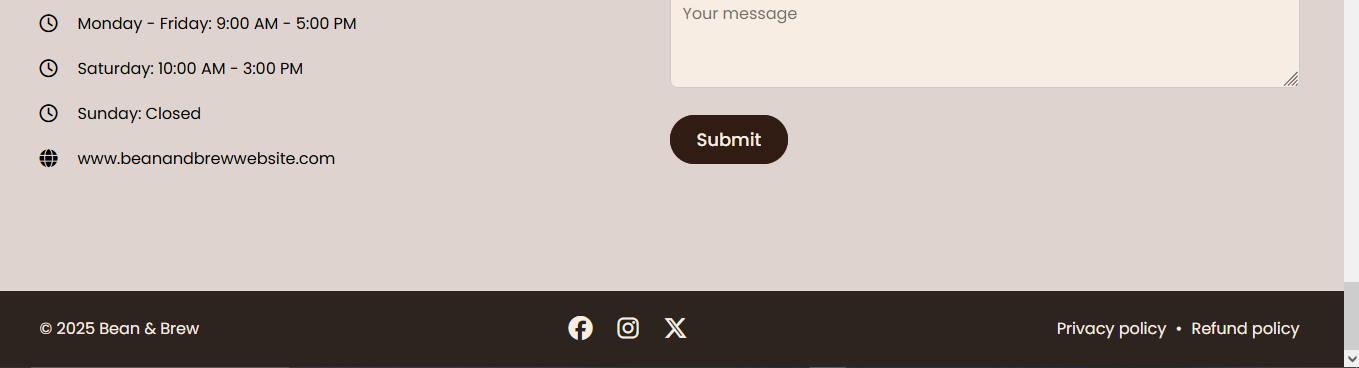 Monday - Friday: 9:00 AM - 5:00 PM
Saturday: 10:00 AM - 3:00 PM
Sunday: Closed
www.beanandbrewwebsite.com
Your message
Submit
© 2025 Bean & Brew
Privacy policy • Refund policy